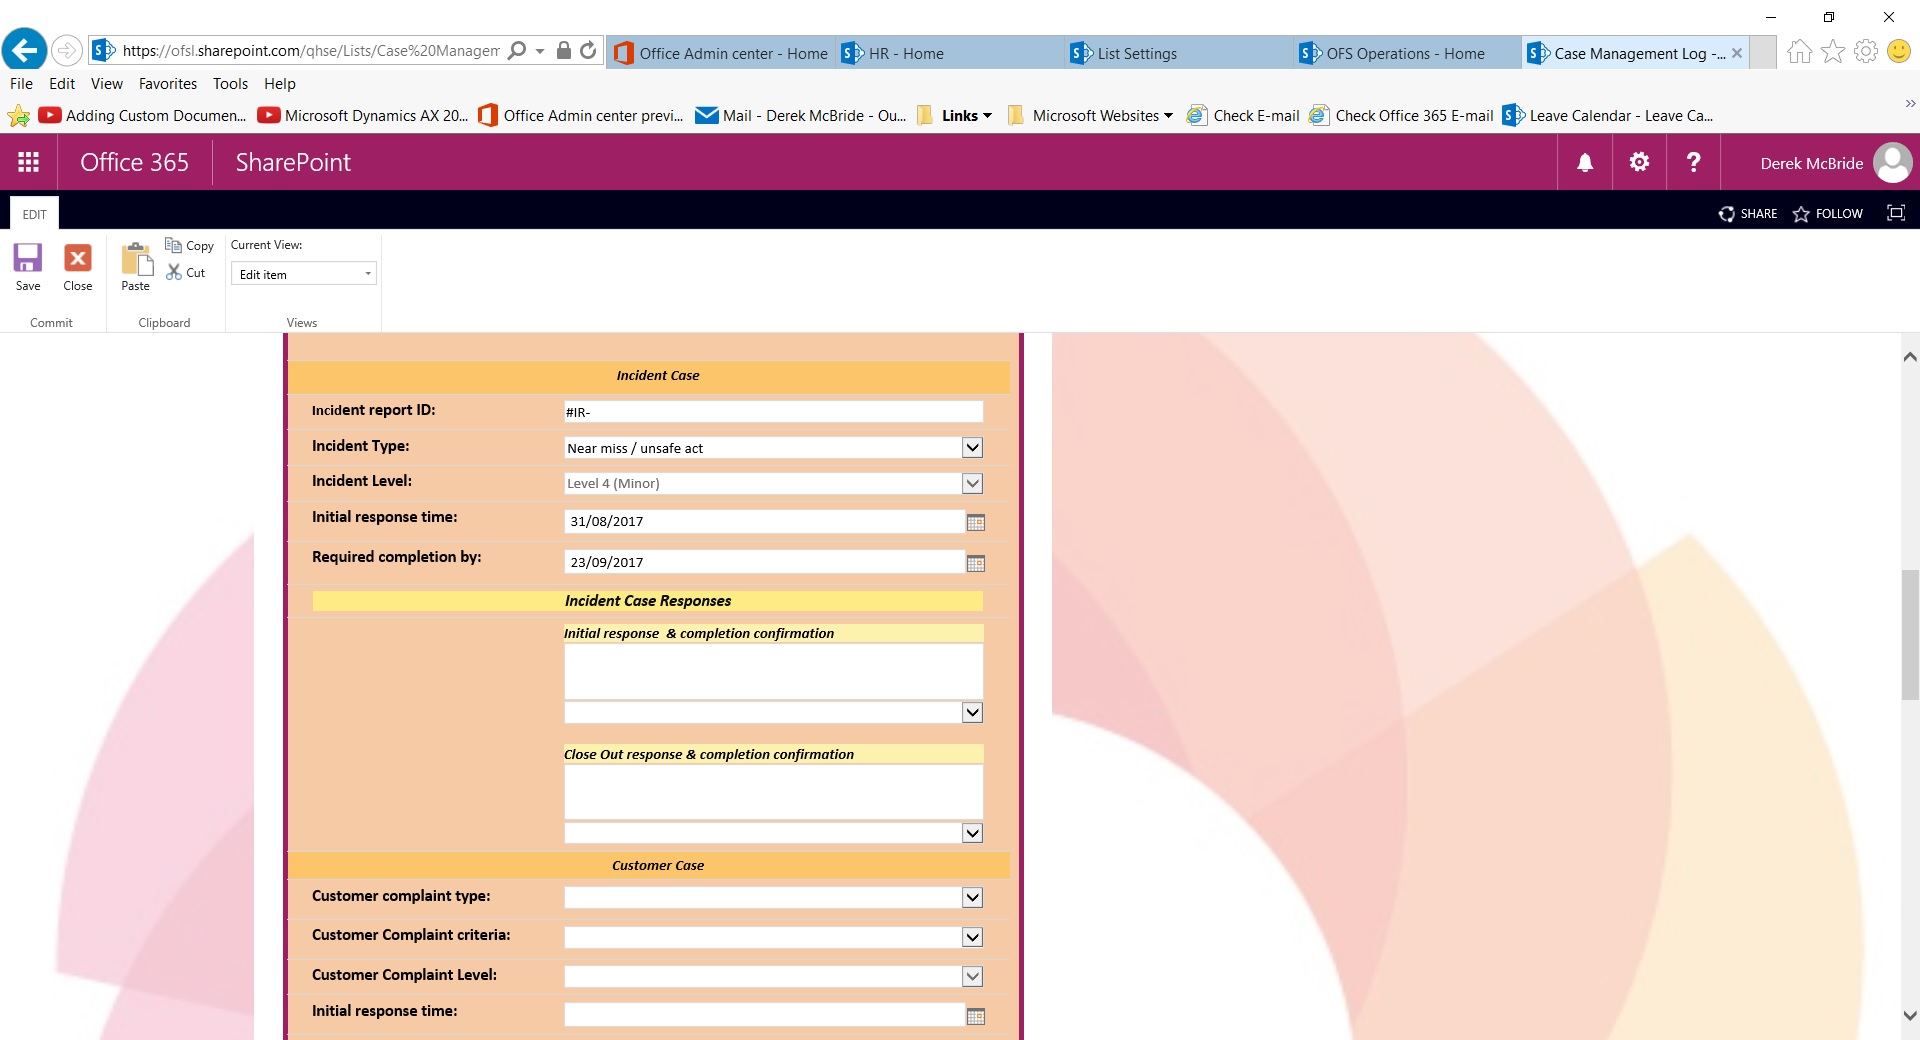 https://ofsl.sharepoint.com/qhse/Lists/Case%20Managem
Office Admin center - Home
HR - Home
List Settings
OFS Operations - Home
Case Management Log -...
File Edit View Favorites Tools Help
Adding Custom Documen...
Microsoft Dynamics AX 20...
Office Admin center previ...
Mail - Derek McBride - Ou...
Links
Microsoft Websites
Check E-mail
Check Office 365 E-mail
Leave Calendar - Leave Ca...
Office 365
SharePoint
?
Derek McBride
EDIT
SHARE
FOLLOW
Save
Close
Commit
Paste
Copy
Cut
Clipboard
Current View:
Edit item
Views
Incident Case
Incident report ID: #IR-
Incident Type: Near miss / unsafe act
Incident Level: Level 4 (Minor)
Initial response time: 31/08/2017
Required completion by: 23/09/2017
Incident Case Responses
Initial response & completion confirmation
Close Out response & completion confirmation
Customer Case
Customer complaint type:
Customer Complaint criteria:
Customer Complaint Level:
Initial response time: